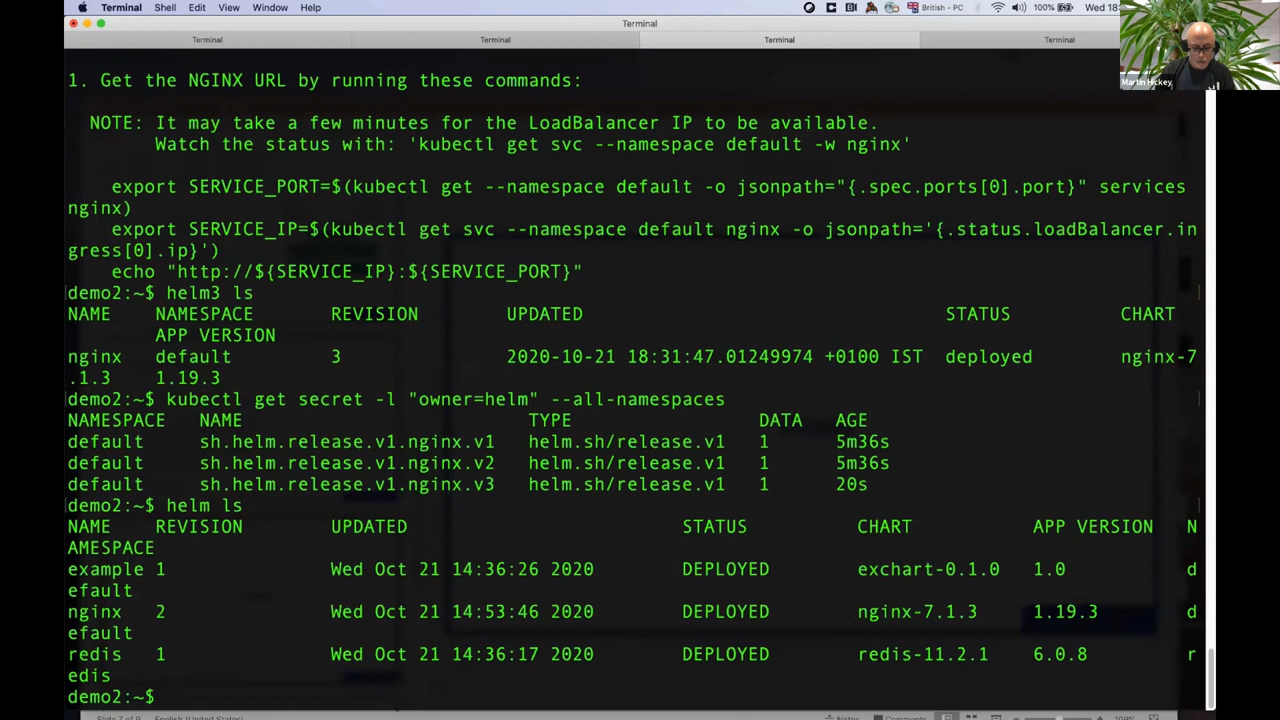 Terminal Shell Edit View Window Help British - PC 100% Wed 18
Terminal
Terminal Terminal Terminal Terminal
Martin Hickey
1. Get the NGINX URL by running these commands:
NOTE: It may take a few minutes for the LoadBalancer IP to be available.
Watch the status with: 'kubectl get svc --namespace default -w nginx'
export SERVICE_PORT=$(kubectl get --namespace default -o jsonpath="{.spec.ports[0].port}" services
nginx)
export SERVICE_IP=$(kubectl get svc --namespace default nginx -o jsonpath='{.status.loadBalancer.in
gress[0].ip}')
echo "http://${SERVICE_IP}:${SERVICE_PORT}"
demo2:~$ helm3 ls
NAME NAMESPACE REVISION UPDATED STATUS CHART
APP VERSION
nginx default 3 2020-10-21 18:31:47.01249974 +0100 IST deployed nginx-7
.1.3 1.19.3
demo2:~$ kubectl get secret -l "owner=helm" --all-namespaces
NAMESPACE NAME TYPE DATA AGE
default sh.helm.release.v1.nginx.v1 helm.sh/release.v1 1 5m36s
default sh.helm.release.v1.nginx.v2 helm.sh/release.v1 1 5m36s
default sh.helm.release.v1.nginx.v3 helm.sh/release.v1 1 20s
demo2:~$ helm ls
NAME REVISION UPDATED STATUS CHART APP VERSION N
AMESPACE
example 1 Wed Oct 21 14:36:26 2020 DEPLOYED exchart-0.1.0 1.0 d
efault
nginx 2 Wed Oct 21 14:53:46 2020 DEPLOYED nginx-7.1.3 1.19.3 d
efault
redis 1 Wed Oct 21 14:36:17 2020 DEPLOYED redis-11.2.1 6.0.8 r
edis
demo2:~$
Slide 7 of 9 English (United States) Notes Comments 109%